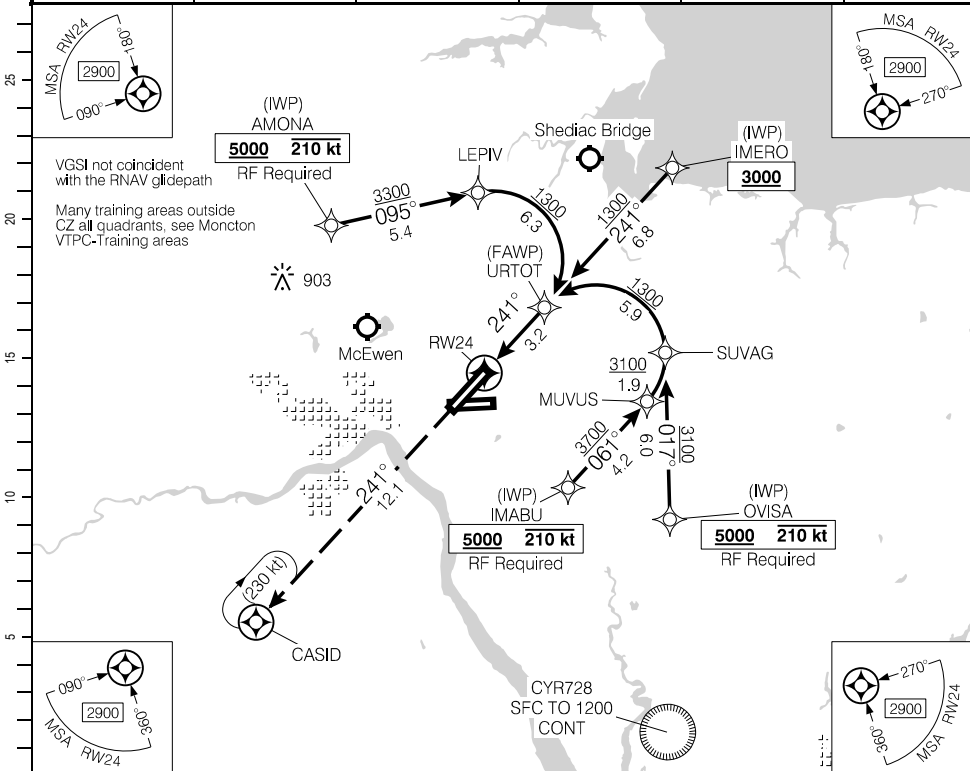 MSA RW24
180°
2900
090°
MSA RW24
180°
2900
270°
25
20
15
10
5
VGSI not coincident
with the RNAV glidepath
Many training areas outside
CZ all quadrants, see Moncton
VTPC-Training areas
(IWP)
AMONA
5000 210 kt
RF Required
LEPIV
3300
095°
5.4
1300
6.3
Shediac Bridge
(IWP)
IMERO
3000
1300
241°
6.8
(FAWP)
URTOT
903
McEwen
RW24
241°
3.2
1300
5.9
SUVAG
3100
1.9
MUVUS
3700
061°
4.2
3100
017°
6.0
(IWP)
IMABU
5000 210 kt
RF Required
(IWP)
OVISA
5000 210 kt
RF Required
241°
12.1
(230 kt)
CASID
CYR728
SFC TO 1200
CONT
090°
2900
360°
MSA RW24
270°
2900
360°
MSA RW24